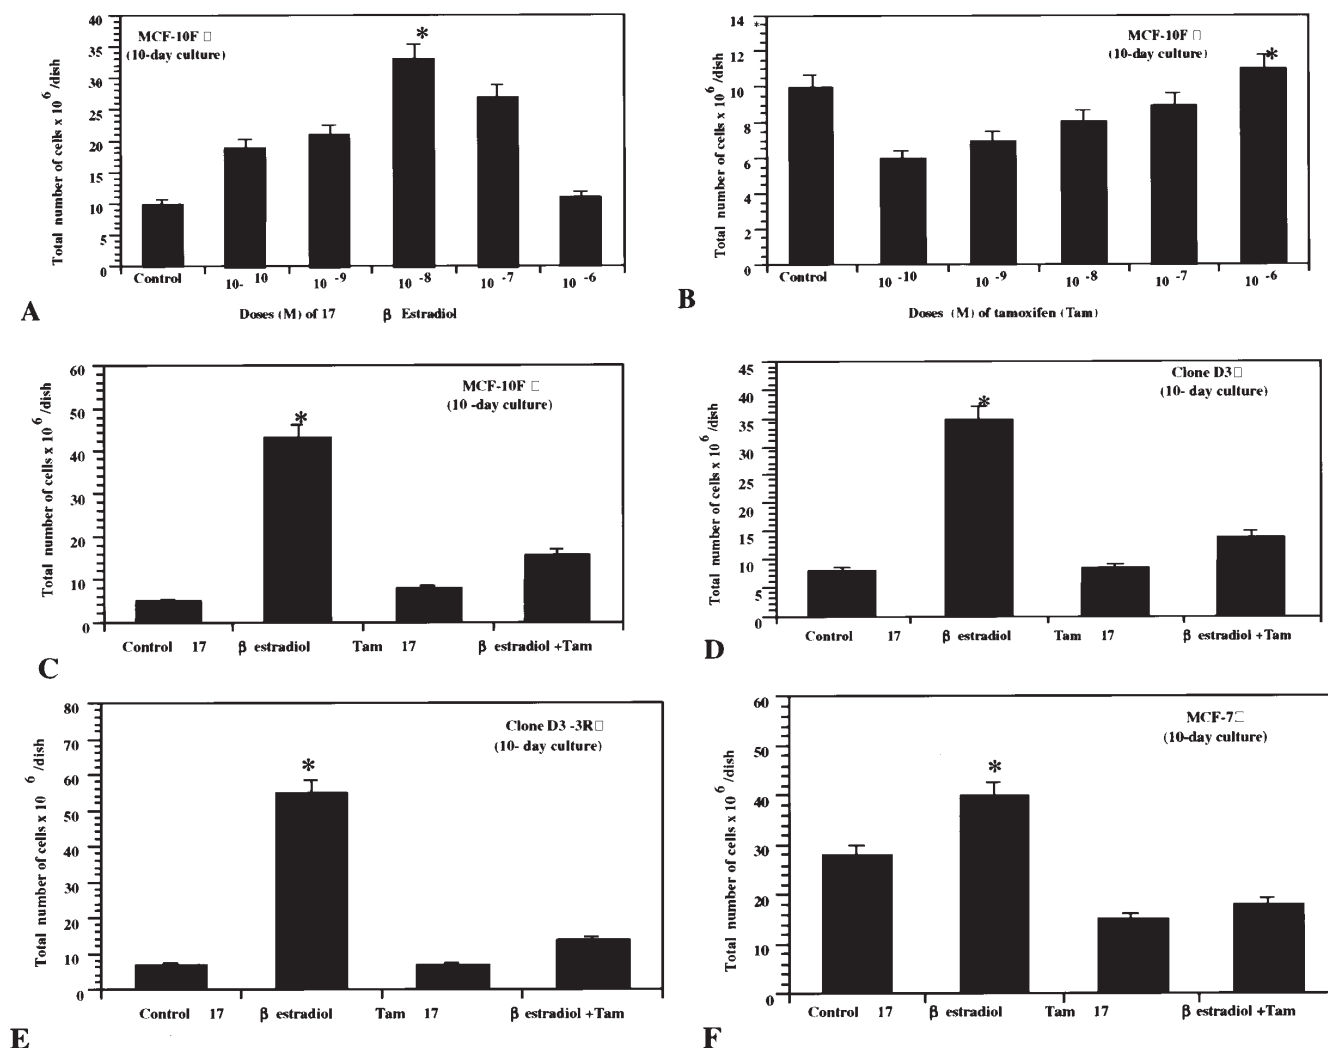 40
35
30
25
20
15
10
5
0
Total number of cells x 10 6 /dish
MCF-10F □
(10-day culture)
*
Control 10- 10 10 -9 10 -8 10 -7 10 -6
A
Doses (M) of 17 β Estradiol
14
12
10
8
6
4
2
0
Total number of cells x 10 6 /dish
*
MCF-10F □
(10-day culture)
*
Control 10 -10 10 -9 10 -8 10 -7 10 -6
B
Doses (M) of tamoxifen (Tam)
60
50
40
30
20
10
0
Total number of cells x 10 6 /dish
MCF-10F □
(10 -day culture)
*
Control 17 β estradiol Tam 17 β estradiol +Tam
C
45
40
35
30
25
20
15
10
5
0
Total number of cells x 10 6 /dish
Clone D3□
(10- day culture)
*
Control 17 β estradiol Tam 17 β estradiol +Tam
D
80
70
60
50
40
30
20
10
0
Total number of cells x 10 6 /dish
Clone D3 -3R□
(10- day culture)
*
Control 17 β estradiol Tam 17 β estradiol +Tam
E
60
50
40
30
20
10
0
Total number of cells x 10 6 /dish
MCF-7□
(10-day culture)
*
Control 17 β estradiol Tam 17 β estradiol +Tam
F